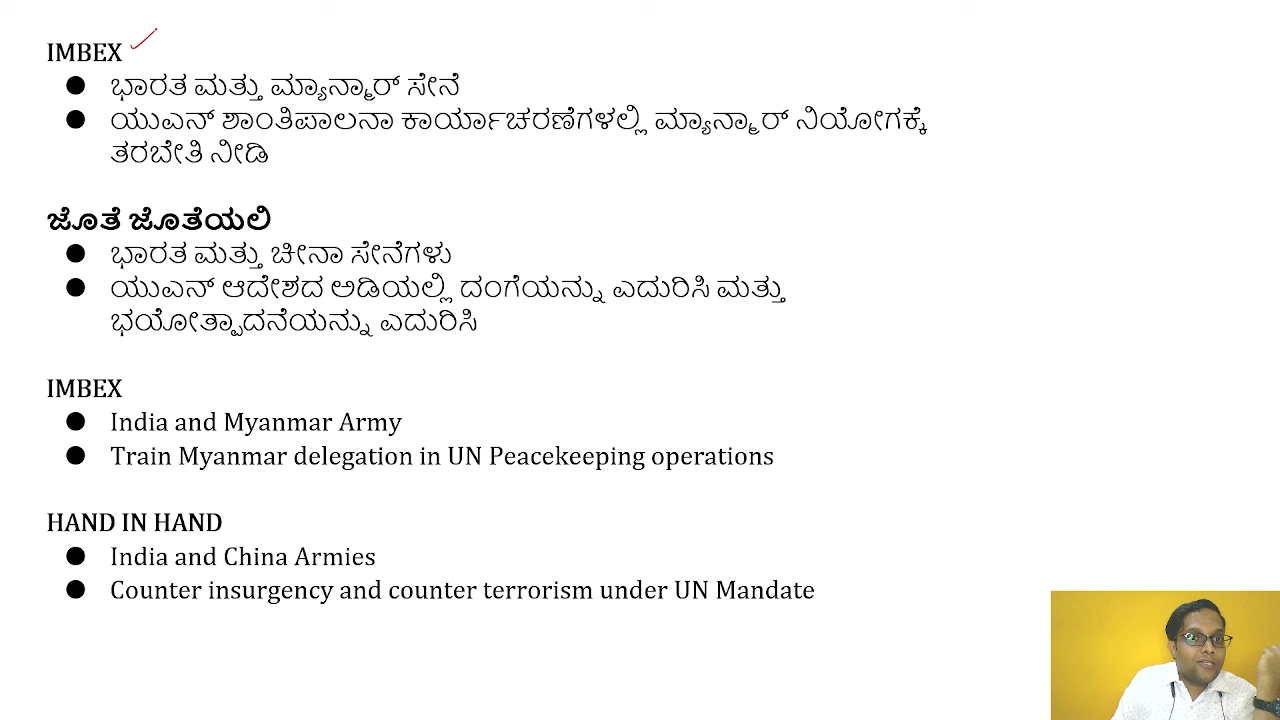 IMBEX
● ಭಾರತ ಮತ್ತು ಮ್ಯಾನ್ಮಾರ್ ಸೇನೆ
● ಯುಎನ್ ಶಾಂತಿಪಾಲನಾ ಕಾರ್ಯಾಚರಣೆಗಳಲ್ಲಿ ಮ್ಯಾನ್ಮಾರ್ ನಿಯೋಗಕ್ಕೆ
ತರಬೇತಿ ನೀಡಿ
ಜೊತೆ ಜೊತೆಯಲಿ
● ಭಾರತ ಮತ್ತು ಚೀನಾ ಸೇನೆಗಳು
● ಯುಎನ್ ಆದೇಶದ ಅಡಿಯಲ್ಲಿ ದಂಗೆಯನ್ನು ಎದುರಿಸಿ ಮತ್ತು
ಭಯೋತ್ಪಾದನೆಯನ್ನು ಎದುರಿಸಿ
IMBEX
● India and Myanmar Army
● Train Myanmar delegation in UN Peacekeeping operations
HAND IN HAND
● India and China Armies
● Counter insurgency and counter terrorism under UN Mandate